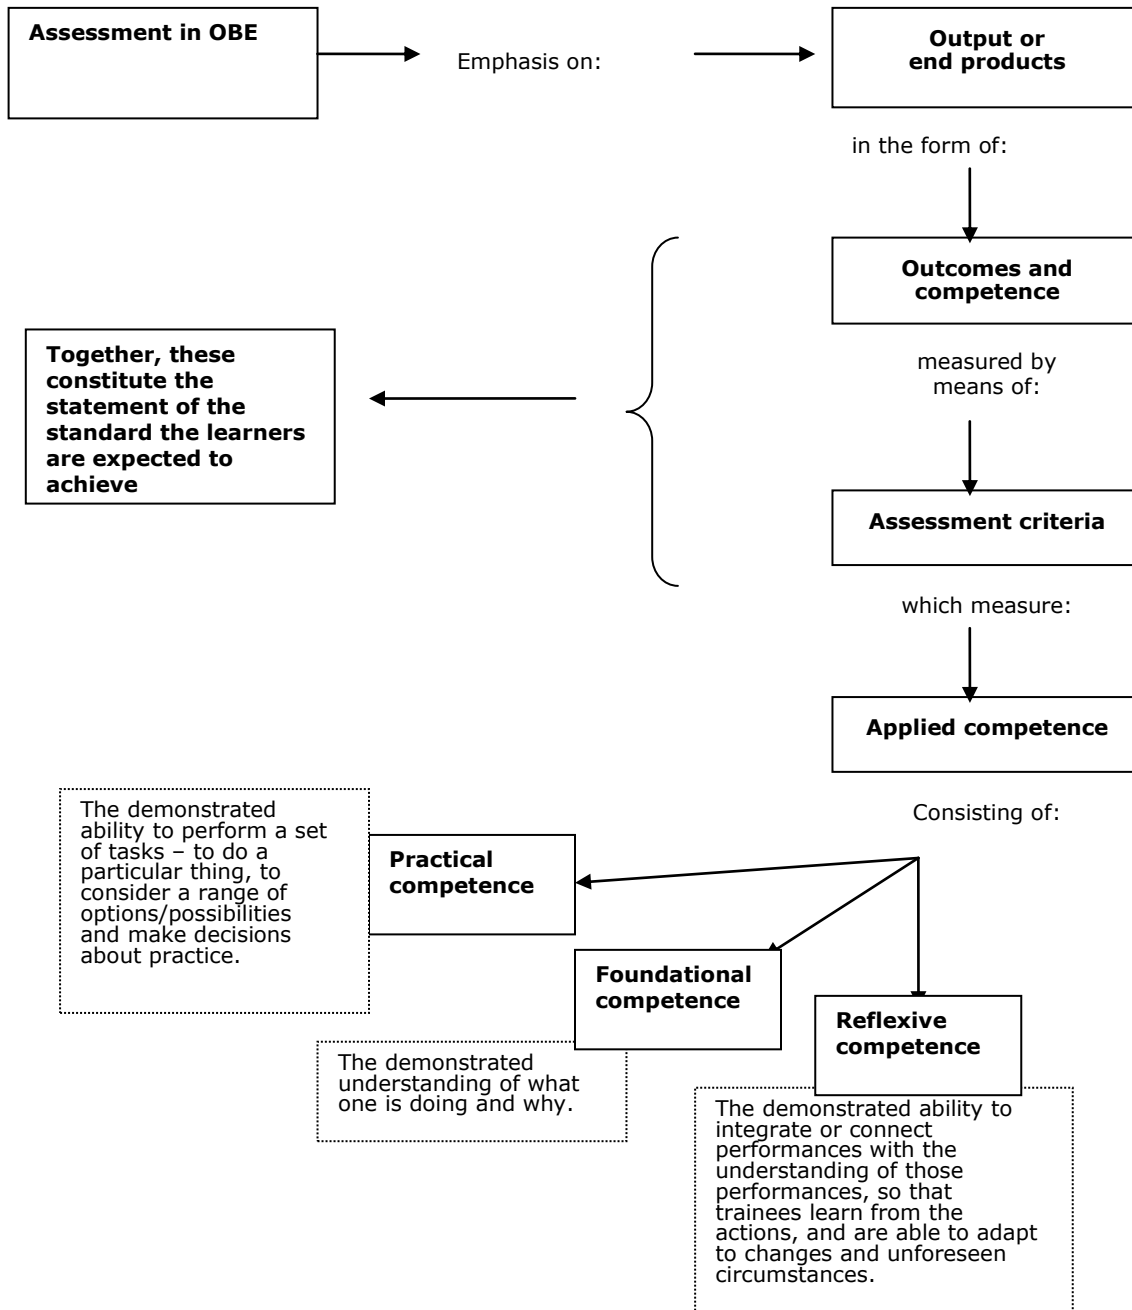 Assessment in OBE
Emphasis on:
Output or
end products
in the form of:
Outcomes and
competence
Together, these
constitute the
statement of the
standard the learners
are expected to
achieve
measured by
means of:
Assessment criteria
which measure:
Applied competence
Consisting of:
The demonstrated
ability to perform a set
of tasks – to do a
particular thing, to
consider a range of
options/possibilities
and make decisions
about practice.
Practical
competence
Foundational
competence
Reflexive
competence
The demonstrated
understanding of what
one is doing and why.
The demonstrated ability to
integrate or connect
performances with the
understanding of those
performances, so that
trainees learn from the
actions, and are able to adapt
to changes and unforeseen
circumstances.